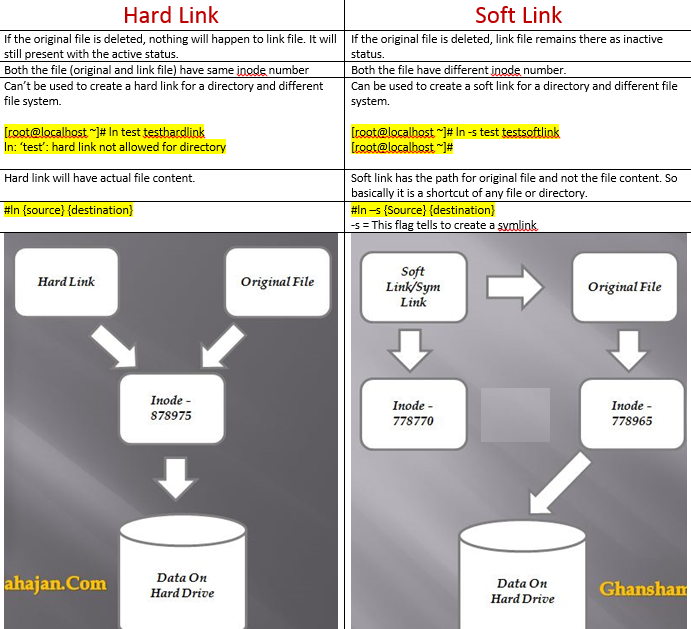 Hard Link
If the original file is deleted, nothing will happen to link file. It will
still present with the active status.
Both the file (original and link file) have same inode number
Can't be used to create a hard link for a directory and different
file system.
[root@localhost ~]# ln test testhardlink
ln: ‘test’: hard link not allowed for directory
Hard link will have actual file content.
#ln {source} {destination}
Soft Link
If the original file is deleted, link file remains there as inactive
status.
Both the file have different inode number.
Can be used to create a soft link for a directory and different file
system.
[root@localhost ~]# ln -s test testsoftlink
[root@localhost ~]#
Soft link has the path for original file and not the file content. So
basically it is a shortcut of any file or directory.
#ln –s {Source} {destination}
-s = This flag tells to create a symlink
Hard Link
Original File
Inode -
878975
Data On
Hard Drive
ahajan.Com
Soft
Link/Sym
Link
Original File
Inode -
778770
Inode -
778965
Data On
Hard Drive
Ghansham